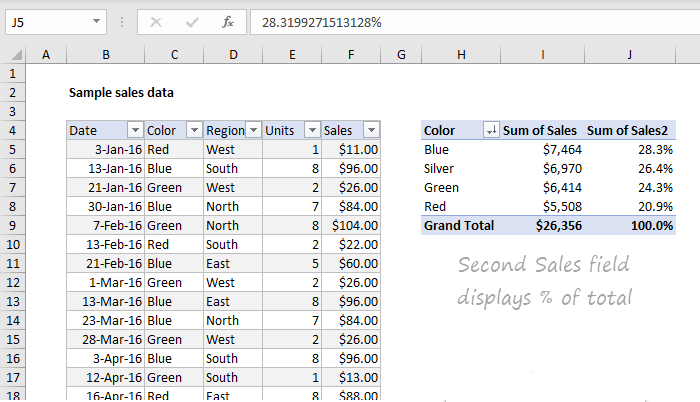 J5 fx 28.3199271513128%
A B C D E F G H I J
1
2 Sample sales data
3
4 Date Color Region Units Sales Color Sum of Sales Sum of Sales2
5 3-Jan-16 Red West 1 $11.00 Blue $7,464 28.3%
6 13-Jan-16 Blue South 8 $96.00 Silver $6,970 26.4%
7 21-Jan-16 Green West 2 $26.00 Green $6,414 24.3%
8 30-Jan-16 Blue North 7 $84.00 Red $5,508 20.9%
9 7-Feb-16 Green North 8 $104.00 Grand Total $26,356 100.0%
10 13-Feb-16 Red South 2 $22.00
11 21-Feb-16 Blue East 5 $60.00 Second Sales field
12 1-Mar-16 Green West 2 $26.00
13 13-Mar-16 Blue East 8 $96.00 displays % of total
14 23-Mar-16 Blue North 7 $84.00
15 28-Mar-16 Green West 2 $26.00
16 3-Apr-16 Blue South 8 $96.00
17 12-Apr-16 Green South 1 $13.00
18 16-Apr-16 Red East 8 $88.00